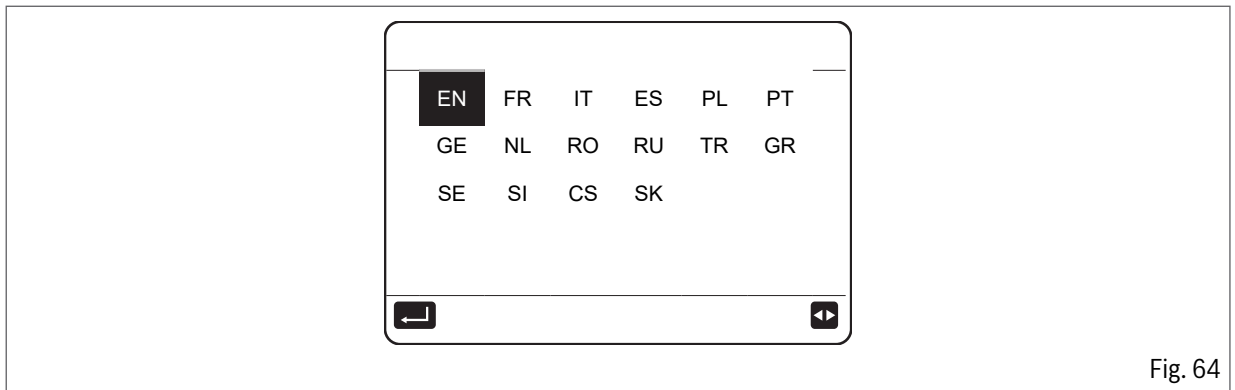 EN FR IT ES PL PT
GE NL RO RU TR GR
SE SI CS SK
Fig. 64